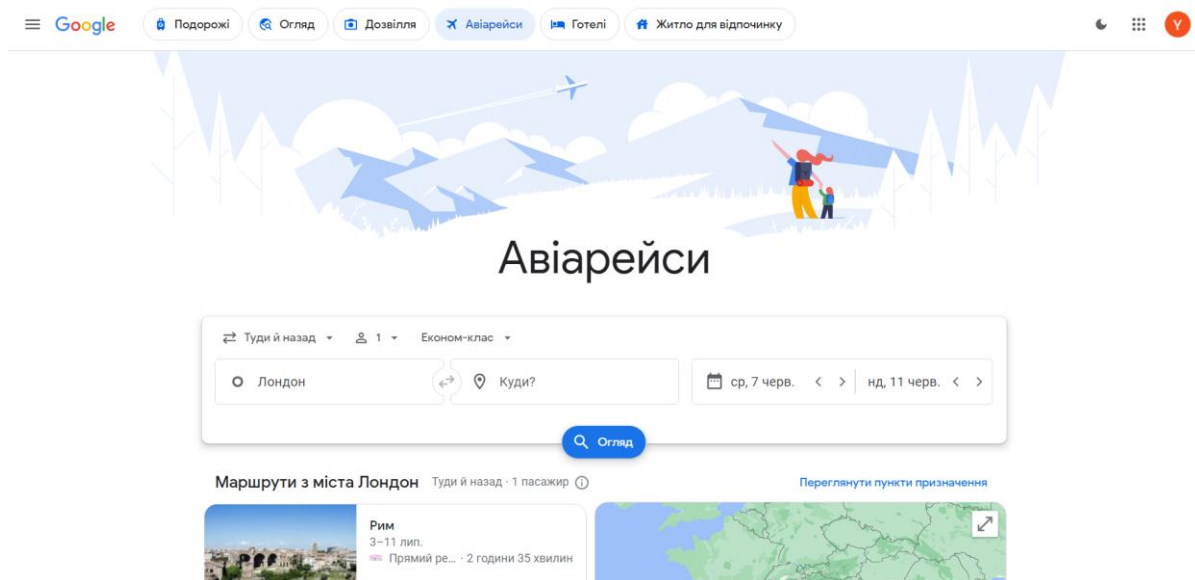 Google Подорожі Огляд Дозвілля Авіарейси Готелі Житло для відпочинку Y
Авіарейси
Туди й назад 1 Економ-клас
Лондон Куди? ср, 7 черв. нд, 11 черв.
Огляд
Маршрути з міста Лондон Туди й назад · 1 пасажир Переглянути пункти призначення
Рим
3–11 лип.
Прямий ре... · 2 години 35 хвилин